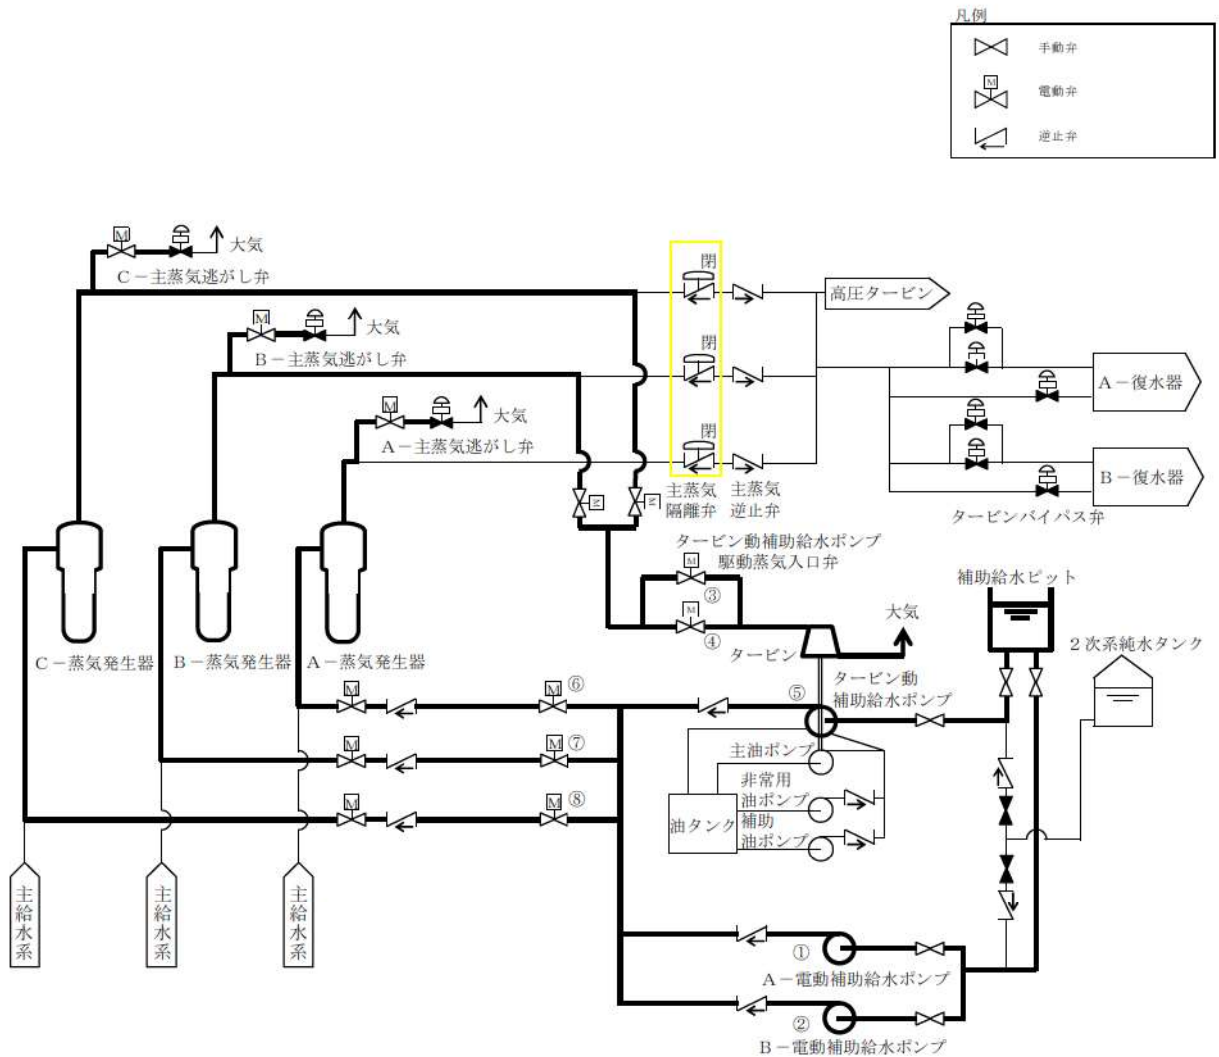 凡例
手動弁
M
電動弁
逆止弁
M
大気
C－主蒸気逃がし弁
M
大気
B－主蒸気逃がし弁
M
大気
A－主蒸気逃がし弁
閉
閉
閉
主蒸気
隔離弁
主蒸気
逆止弁
高圧タービン
A－復水器
B－復水器
タービンバイパス弁
M
M
タービン動補助給水ポンプ
駆動蒸気入口弁
M
③
M
④
タービン
大気
補助給水ピット
2次系純水タンク
C－蒸気発生器
B－蒸気発生器
A－蒸気発生器
タービン動
補助給水ポンプ
⑤
M
M
⑥
M
M
⑦
M
M
⑧
主油ポンプ
非常用
油ポンプ
補助
油ポンプ
油タンク
主給水系
主給水系
主給水系
①
A－電動補助給水ポンプ
②
B－電動補助給水ポンプ